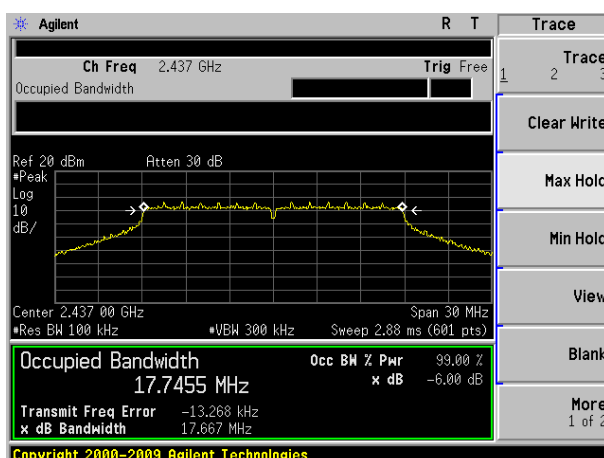 Agilent R T Trace
Ch Freq 2.437 GHz Trig Free
Occupied Bandwidth
Trace
1 2 3
Clear Write
Max Hold
Min Hold
View
Blank
More
1 of 2
Ref 20 dBm Atten 30 dB
#Peak
Log
10
dB/
Center 2.437 00 GHz Span 30 MHz
#Res BW 100 kHz #VBW 300 kHz Sweep 2.88 ms (601 pts)
Occupied Bandwidth Occ BW % Pwr 99.00 %
17.7455 MHz x dB -6.00 dB
Transmit Freq Error -13.268 kHz
x dB Bandwidth 17.667 MHz
Copyright 2000-2009 Agilent Technologies